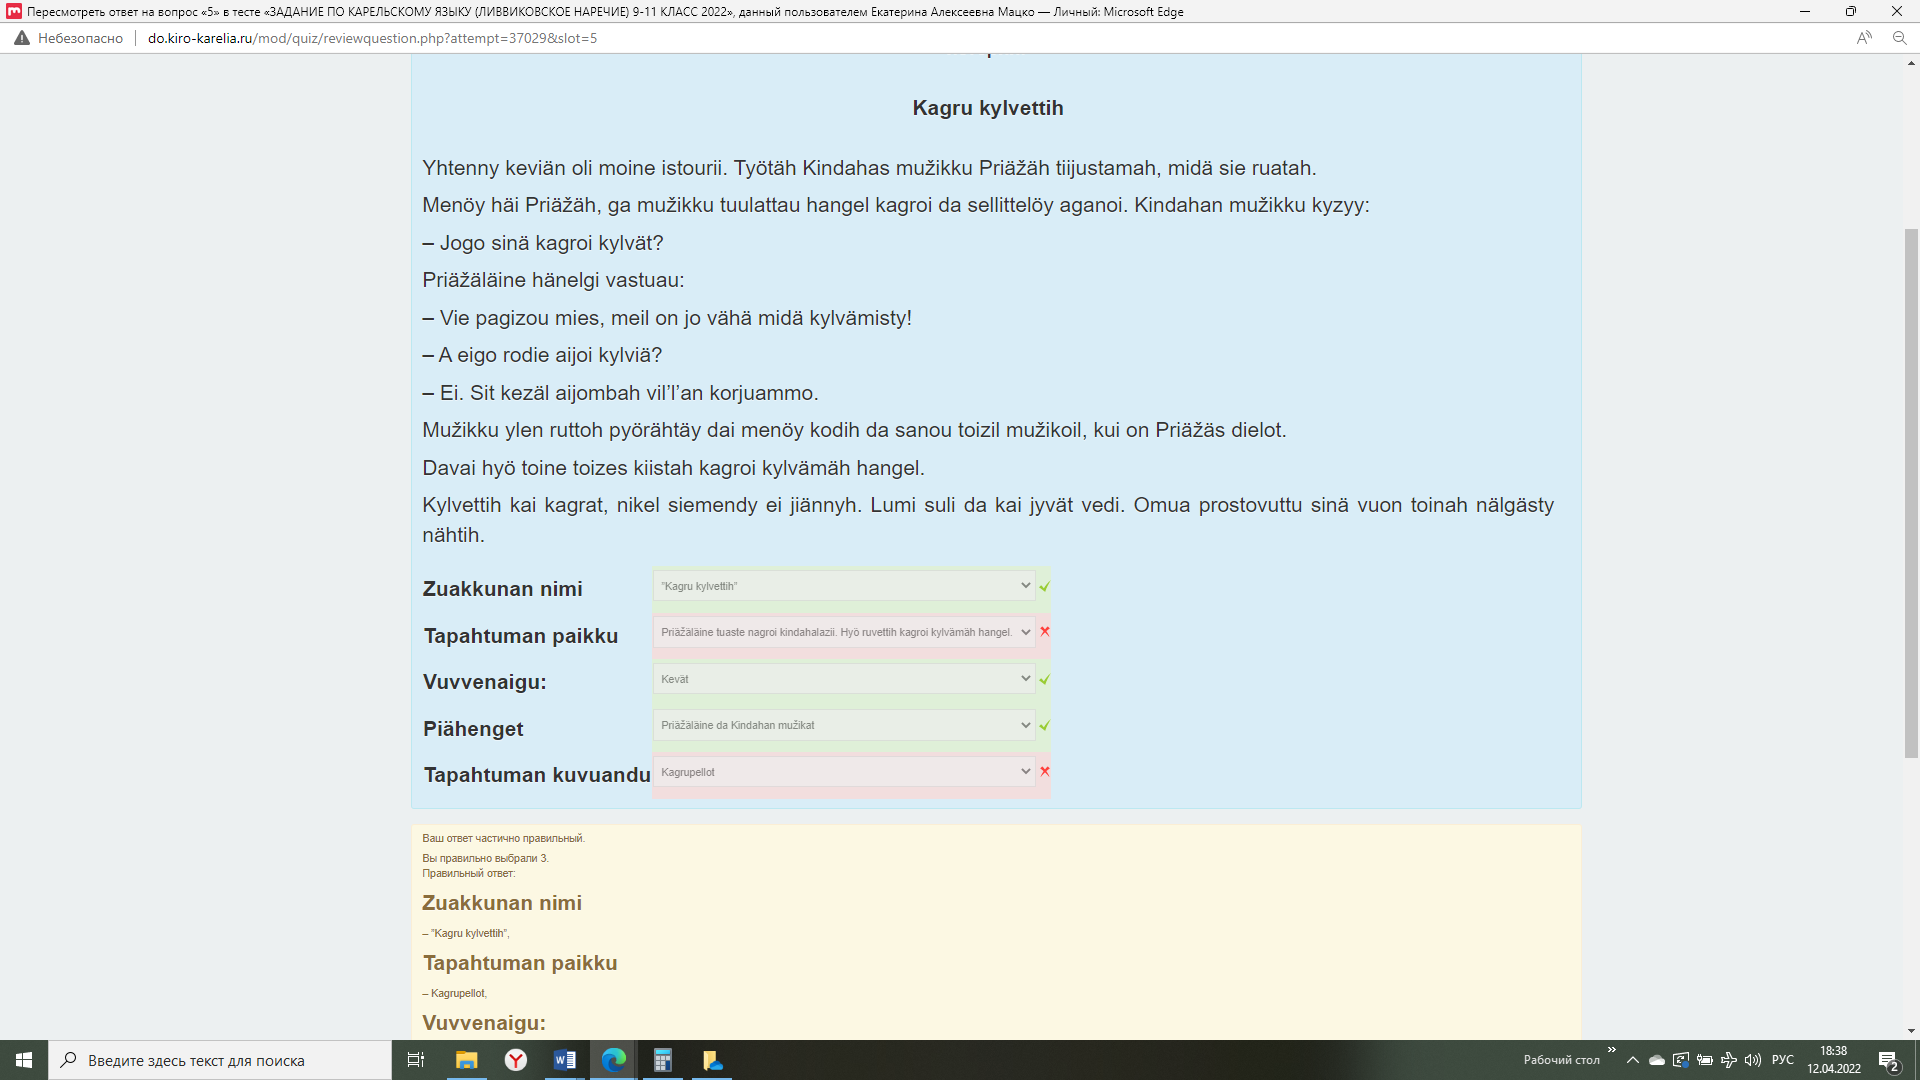 Пересмотреть ответ на вопрос «5» в тесте «ЗАДАНИЕ ПО КАРЕЛЬСКОМУ ЯЗЫКУ (ЛИВВИКОВСКОЕ НАРЕЧИЕ) 9-11 КЛАСС 2022», данный пользователем Екатерина Алексеевна Мацко — Личный: Microsoft Edge
Небезопасно do.kiro-karelia.ru/mod/quiz/reviewquestion.php?attempt=37029&slot=5
Kagru kylvettih
Yhtenny keviän oli moine istourii. Työtäh Kindahas mužikku Priäžäh tiijustamah, midä sie ruatah.
Menöy häi Priäžäh, ga mužikku tuulattau hangel kagroi da sellittelöy aganoi. Kindahan mužikku kyzyy:
– Jogo sinä kagroi kylvät?
Priäžäläine hänelgi vastuau:
– Vie pagizou mies, meil on jo vähä midä kylvämisty!
– A eigo rodie aijoi kylviä?
– Ei. Sit kezäl aijombah vil’l’an korjuammo.
Mužikku ylen ruttoh pyörähtäy dai menöy kodih da sanou toizil mužikoil, kui on Priäžäs dielot.
Davai hyö toine toizes kiistah kagroi kylvämäh hangel.
Kylvettih kai kagrat, nikel siemendy ei jiännyh. Lumi suli da kai jyvät vedi. Omua prostovuttu sinä vuon toinah nälgästy
nähtih.
Zuakkunan nimi "Kagru kylvettih"
Tapahtuman paikku Priäžäläine tuaste nagroi kindahalazii. Hyö ruvettih kagroi kylvämäh hangel.
Vuvvenaigu: Kevät
Piähenget Priäžäläine da Kindahan mužikat
Tapahtuman kuvuandu Kagrupellot
Ваш ответ частично правильный.
Вы правильно выбрали 3.
Правильный ответ:
Zuakkunan nimi
– "Kagru kylvettih",
Tapahtuman paikku
– Kagrupellot,
Vuvvenaigu:
Введите здесь текст для поиска
Рабочий стол
РУС
18:38
12.04.2022
2